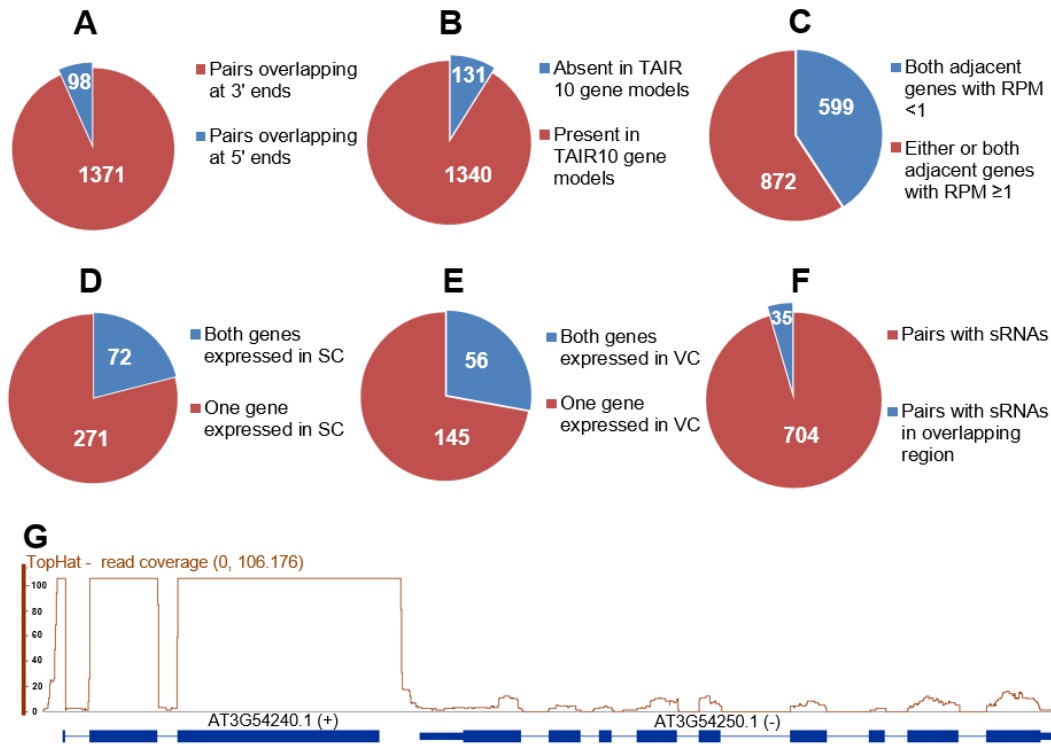 A
98
1371
Pairs overlapping
at 3' ends
Pairs overlapping
at 5' ends
B
131
1340
Absent in TAIR
10 gene models
Present in
TAIR10 gene
models
C
599
872
Both adjacent
genes with RPM
<1
Either or both
adjacent genes
with RPM ≥1
D
72
271
Both genes
expressed in SC
One gene
expressed in SC
E
56
145
Both genes
expressed in VC
One gene
expressed in VC
F
35
704
Pairs with sRNAs
Pairs with sRNAs
in overlapping
region
G
TopHat - read coverage (0, 106.176)
100
80
60
40
20
0
AT3G54240.1 (+)
AT3G54250.1 (-)